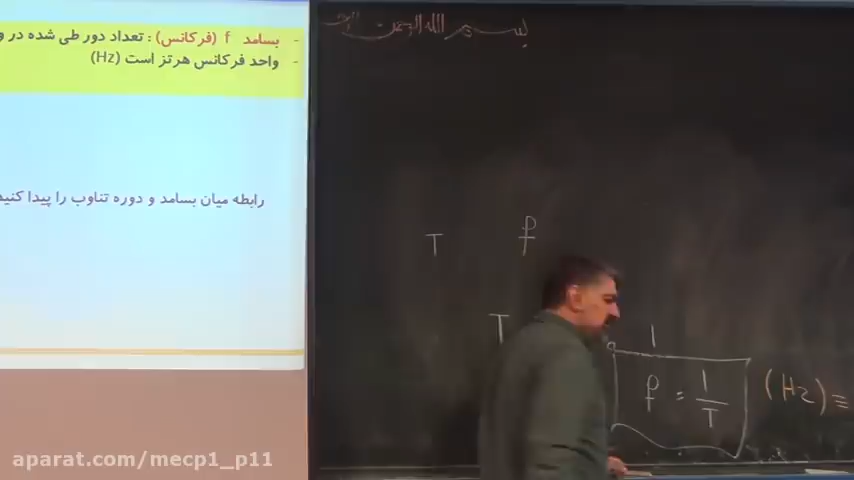 - بسامد f (فرکانس) : تعداد دور طی شده در و
- واحد فرکانس هرتز است (Hz)
رابطه میان بسامد و دوره تناوب را پیدا کنید
بسم الله الرحمن الرحیم
T f
T 1
f = 1/T (Hz) ≡
aparat.com/mecp1_p11